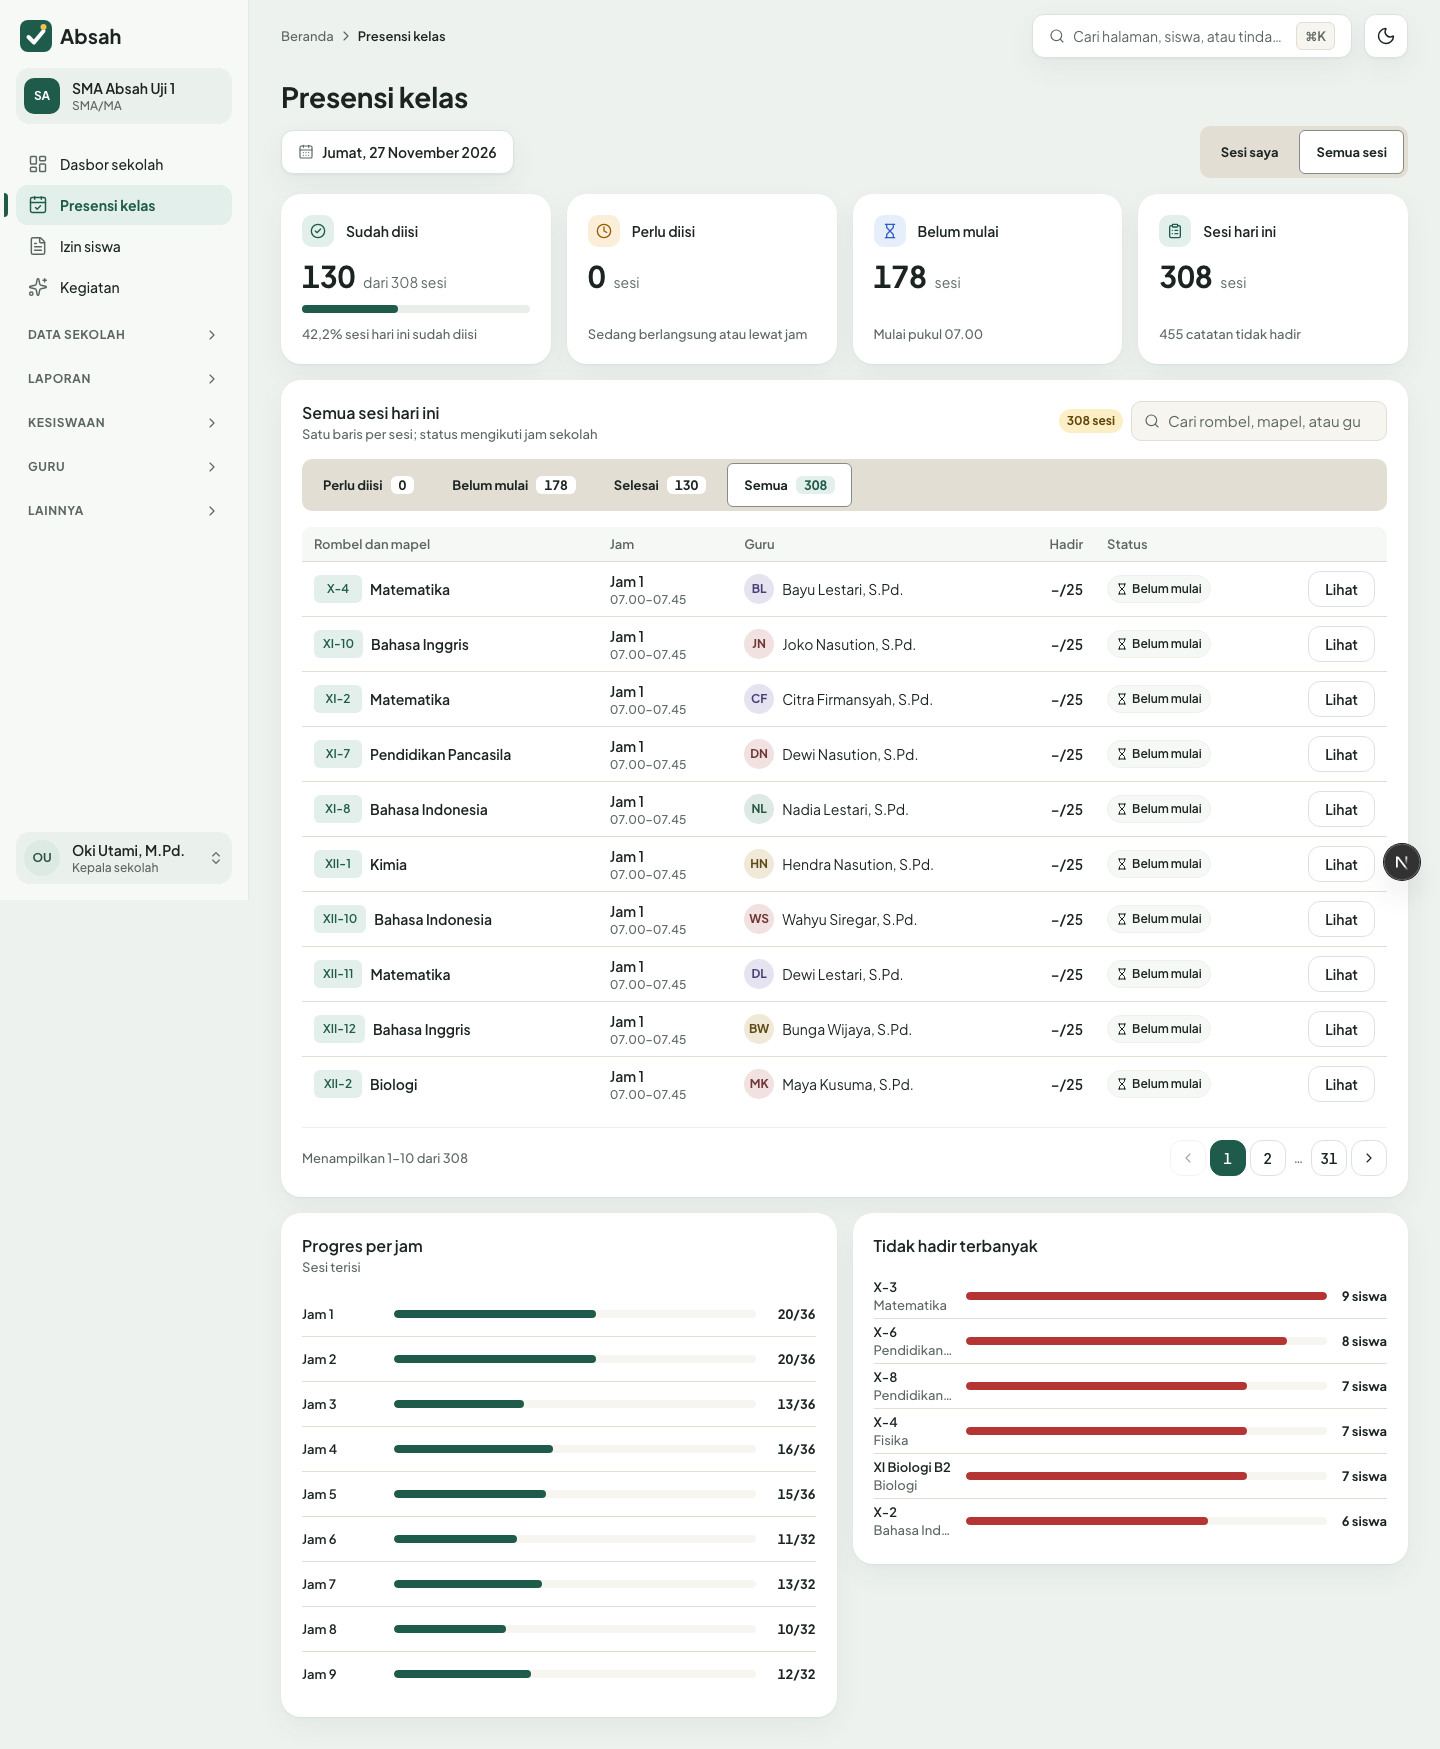 Absah
SA
SMA Absah Uji 1
SMA/MA
Dasbor sekolah
Presensi kelas
Izin siswa
Kegiatan
DATA SEKOLAH
LAPORAN
KESISWAAN
GURU
LAINNYA
OU
Oki Utami, M.Pd.
Kepala sekolah
Beranda > Presensi kelas
Cari halaman, siswa, atau tinda... ⌘K
Presensi kelas
Jumat, 27 November 2026
Sesi saya Semua sesi
Sudah diisi
130 dari 308 sesi
42,2% sesi hari ini sudah diisi
Perlu diisi
0 sesi
Sedang berlangsung atau lewat jam
Belum mulai
178 sesi
Mulai pukul 07.00
Sesi hari ini
308 sesi
455 catatan tidak hadir
Semua sesi hari ini
Satu baris per sesi; status mengikuti jam sekolah
308 sesi
Cari rombel, mapel, atau gu
Perlu diisi 0 Belum mulai 178 Selesai 130 Semua 308
Rombel dan mapel Jam Guru Hadir Status
X-4 Matematika Jam 1 07.00–07.45 BL Bayu Lestari, S.Pd. –/25 Belum mulai Lihat
XI-10 Bahasa Inggris Jam 1 07.00–07.45 JN Joko Nasution, S.Pd. –/25 Belum mulai Lihat
XI-2 Matematika Jam 1 07.00–07.45 CF Citra Firmansyah, S.Pd. –/25 Belum mulai Lihat
XI-7 Pendidikan Pancasila Jam 1 07.00–07.45 DN Dewi Nasution, S.Pd. –/25 Belum mulai Lihat
XI-8 Bahasa Indonesia Jam 1 07.00–07.45 NL Nadia Lestari, S.Pd. –/25 Belum mulai Lihat
XII-1 Kimia Jam 1 07.00–07.45 HN Hendra Nasution, S.Pd. –/25 Belum mulai Lihat
XII-10 Bahasa Indonesia Jam 1 07.00–07.45 WS Wahyu Siregar, S.Pd. –/25 Belum mulai Lihat
XII-11 Matematika Jam 1 07.00–07.45 DL Dewi Lestari, S.Pd. –/25 Belum mulai Lihat
XII-12 Bahasa Inggris Jam 1 07.00–07.45 BW Bunga Wijaya, S.Pd. –/25 Belum mulai Lihat
XII-2 Biologi Jam 1 07.00–07.45 MK Maya Kusuma, S.Pd. –/25 Belum mulai Lihat
Menampilkan 1–10 dari 308
1 2 ... 31
Progres per jam
Sesi terisi
Jam 1 20/36
Jam 2 20/36
Jam 3 13/36
Jam 4 16/36
Jam 5 15/36
Jam 6 11/32
Jam 7 13/32
Jam 8 10/32
Jam 9 12/32
Tidak hadir terbanyak
X-3
Matematika 9 siswa
X-6
Pendidikan... 8 siswa
X-8
Pendidikan... 7 siswa
X-4
Fisika 7 siswa
XI Biologi B2
Biologi 7 siswa
X-2
Bahasa Ind... 6 siswa
N